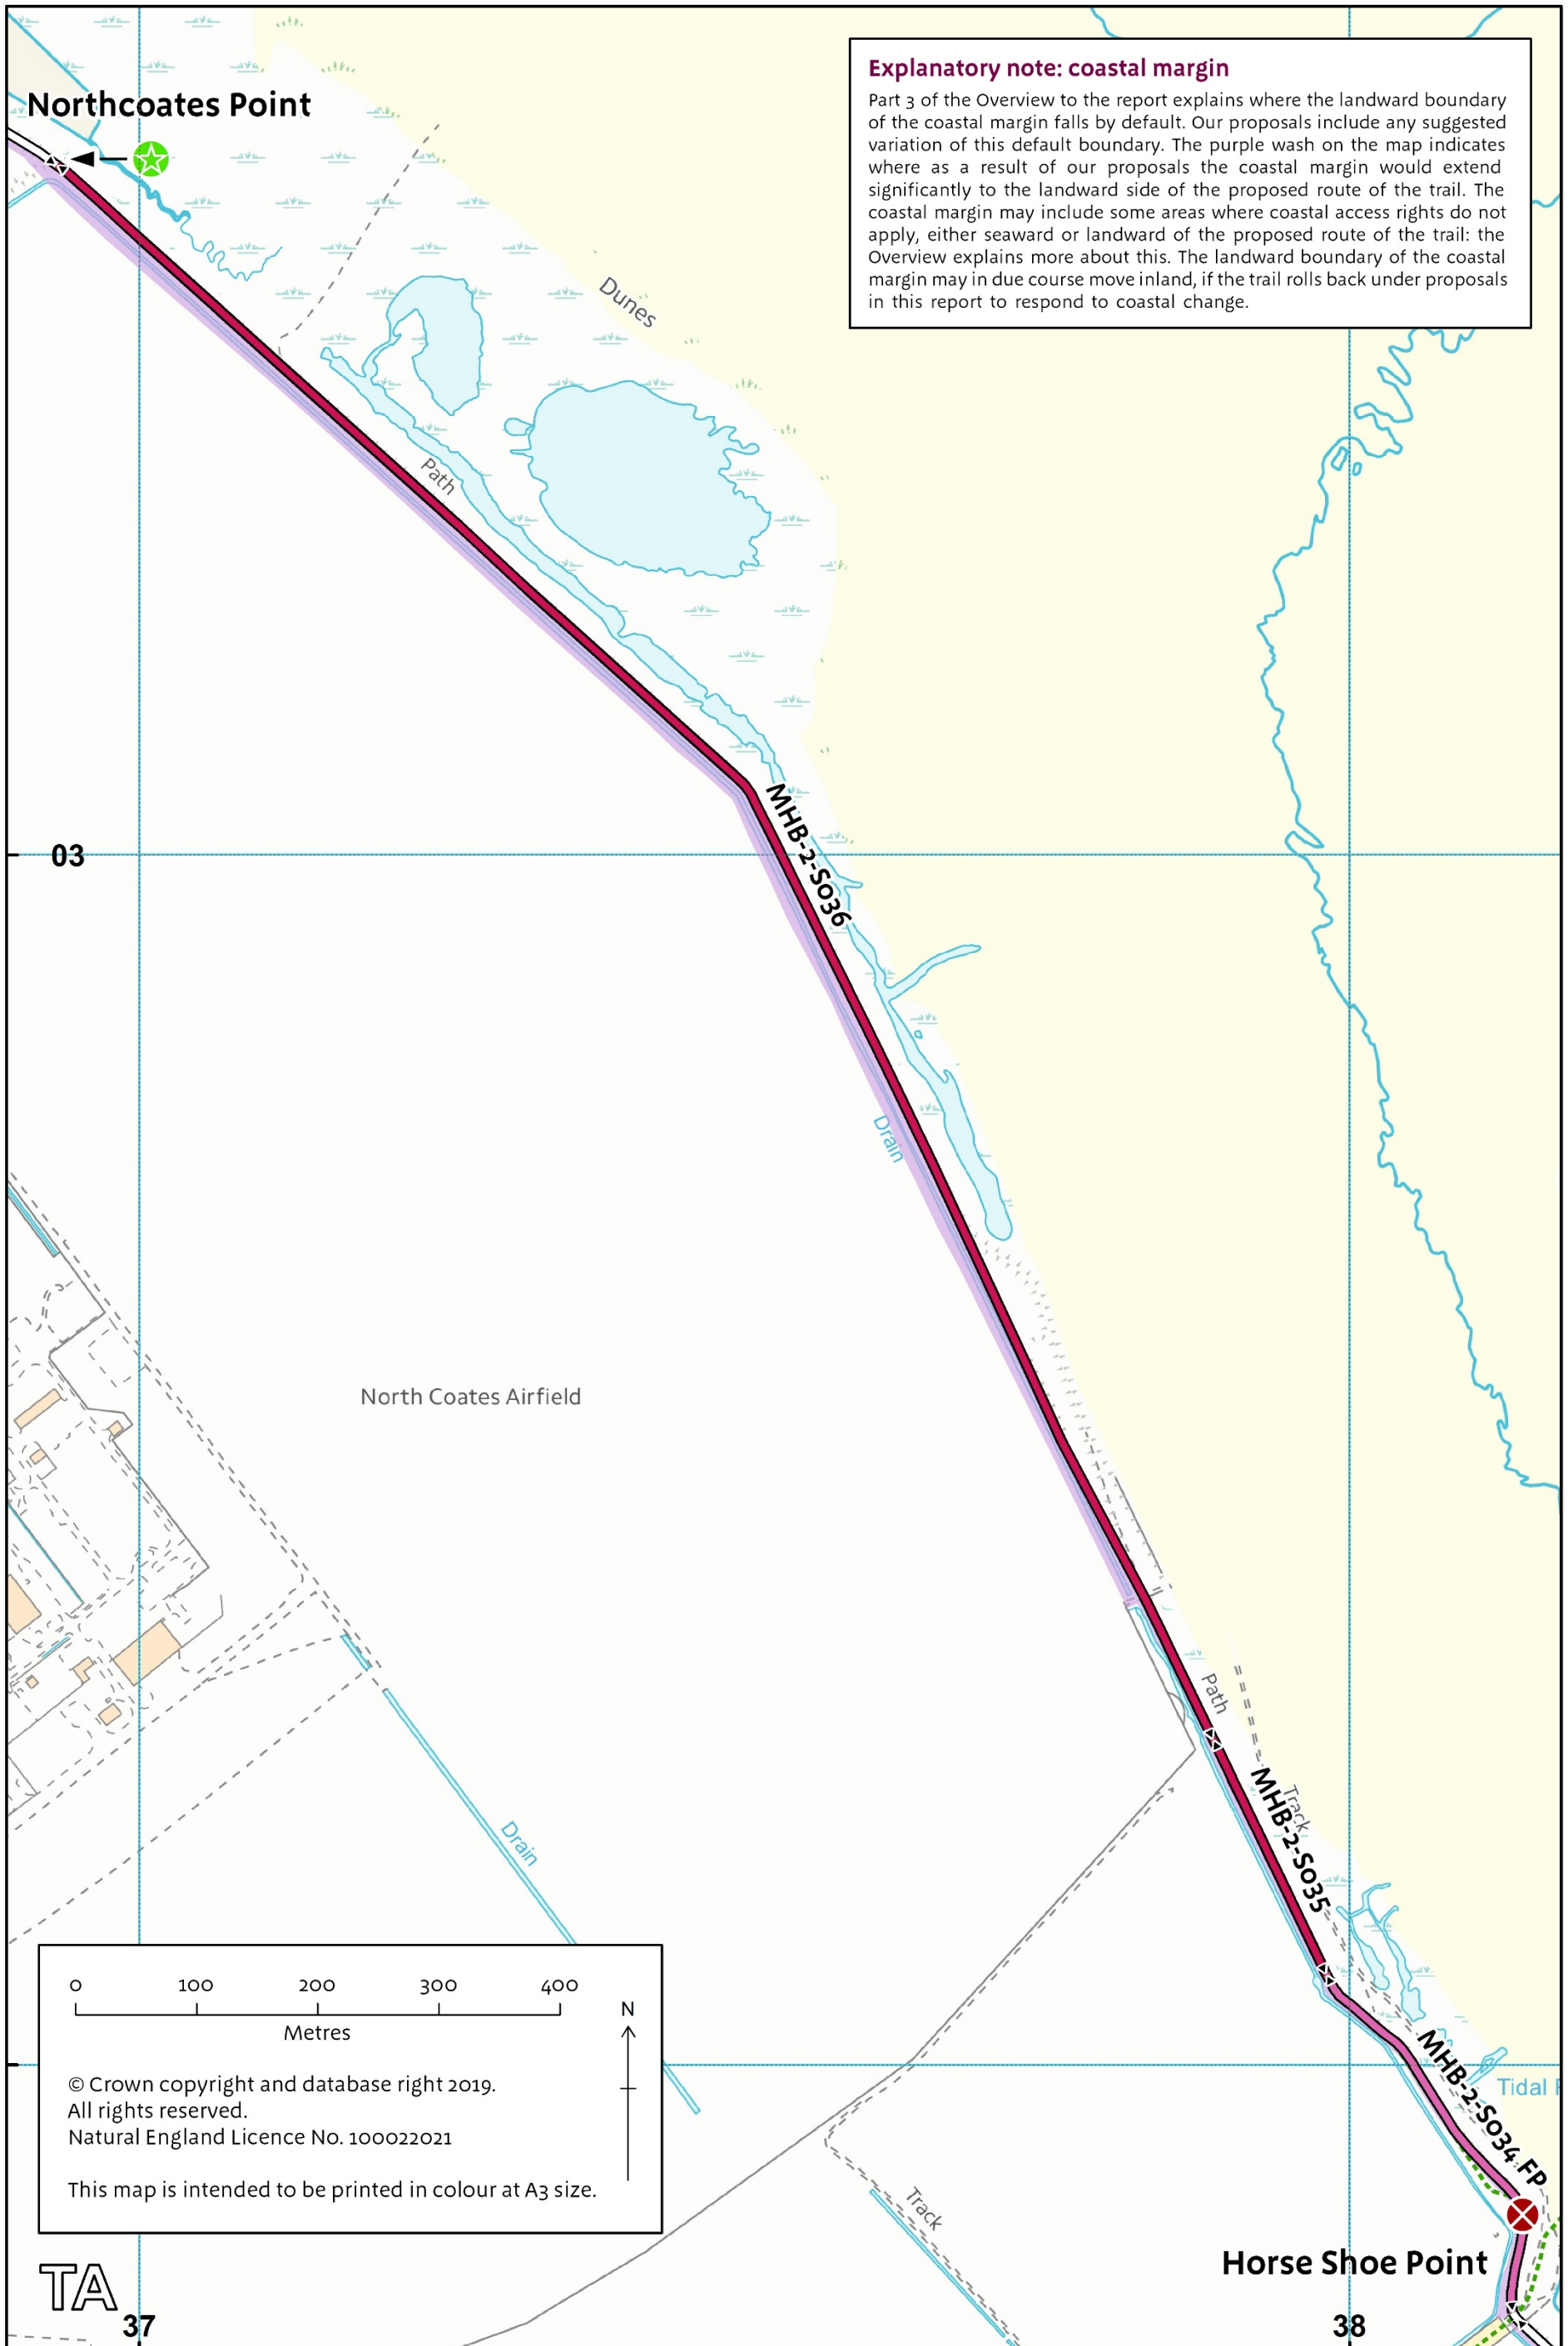 Northcoates Point
Explanatory note: coastal margin
Part 3 of the Overview to the report explains where the landward boundary
of the coastal margin falls by default. Our proposals include any suggested
variation of this default boundary. The purple wash on the map indicates
where as a result of our proposals the coastal margin would extend
significantly to the landward side of the proposed route of the trail. The
coastal margin may include some areas where coastal access rights do not
apply, either seaward or landward of the proposed route of the trail: the
Overview explains more about this. The landward boundary of the coastal
margin may in due course move inland, if the trail rolls back under proposals
in this report to respond to coastal change.
Dunes
Path
MHB-2-S036
03
Drain
North Coates Airfield
Path
Track
MHB-2-S035
Drain
0 100 200 300 400
Metres
N
© Crown copyright and database right 2019.
All rights reserved.
Natural England Licence No. 100022021
This map is intended to be printed in colour at A3 size.
MHB-2-S034 FP
Tidal
Track
Horse Shoe Point
TA
37
38